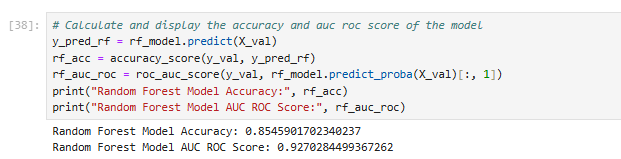 [38]:
# Calculate and display the accuracy and auc roc score of the model
y_pred_rf = rf_model.predict(X_val)
rf_acc = accuracy_score(y_val, y_pred_rf)
rf_auc_roc = roc_auc_score(y_val, rf_model.predict_proba(X_val)[:, 1])
print("Random Forest Model Accuracy:", rf_acc)
print("Random Forest Model AUC ROC Score:", rf_auc_roc)
Random Forest Model Accuracy: 0.8545901702340237
Random Forest Model AUC ROC Score: 0.9270284499367262